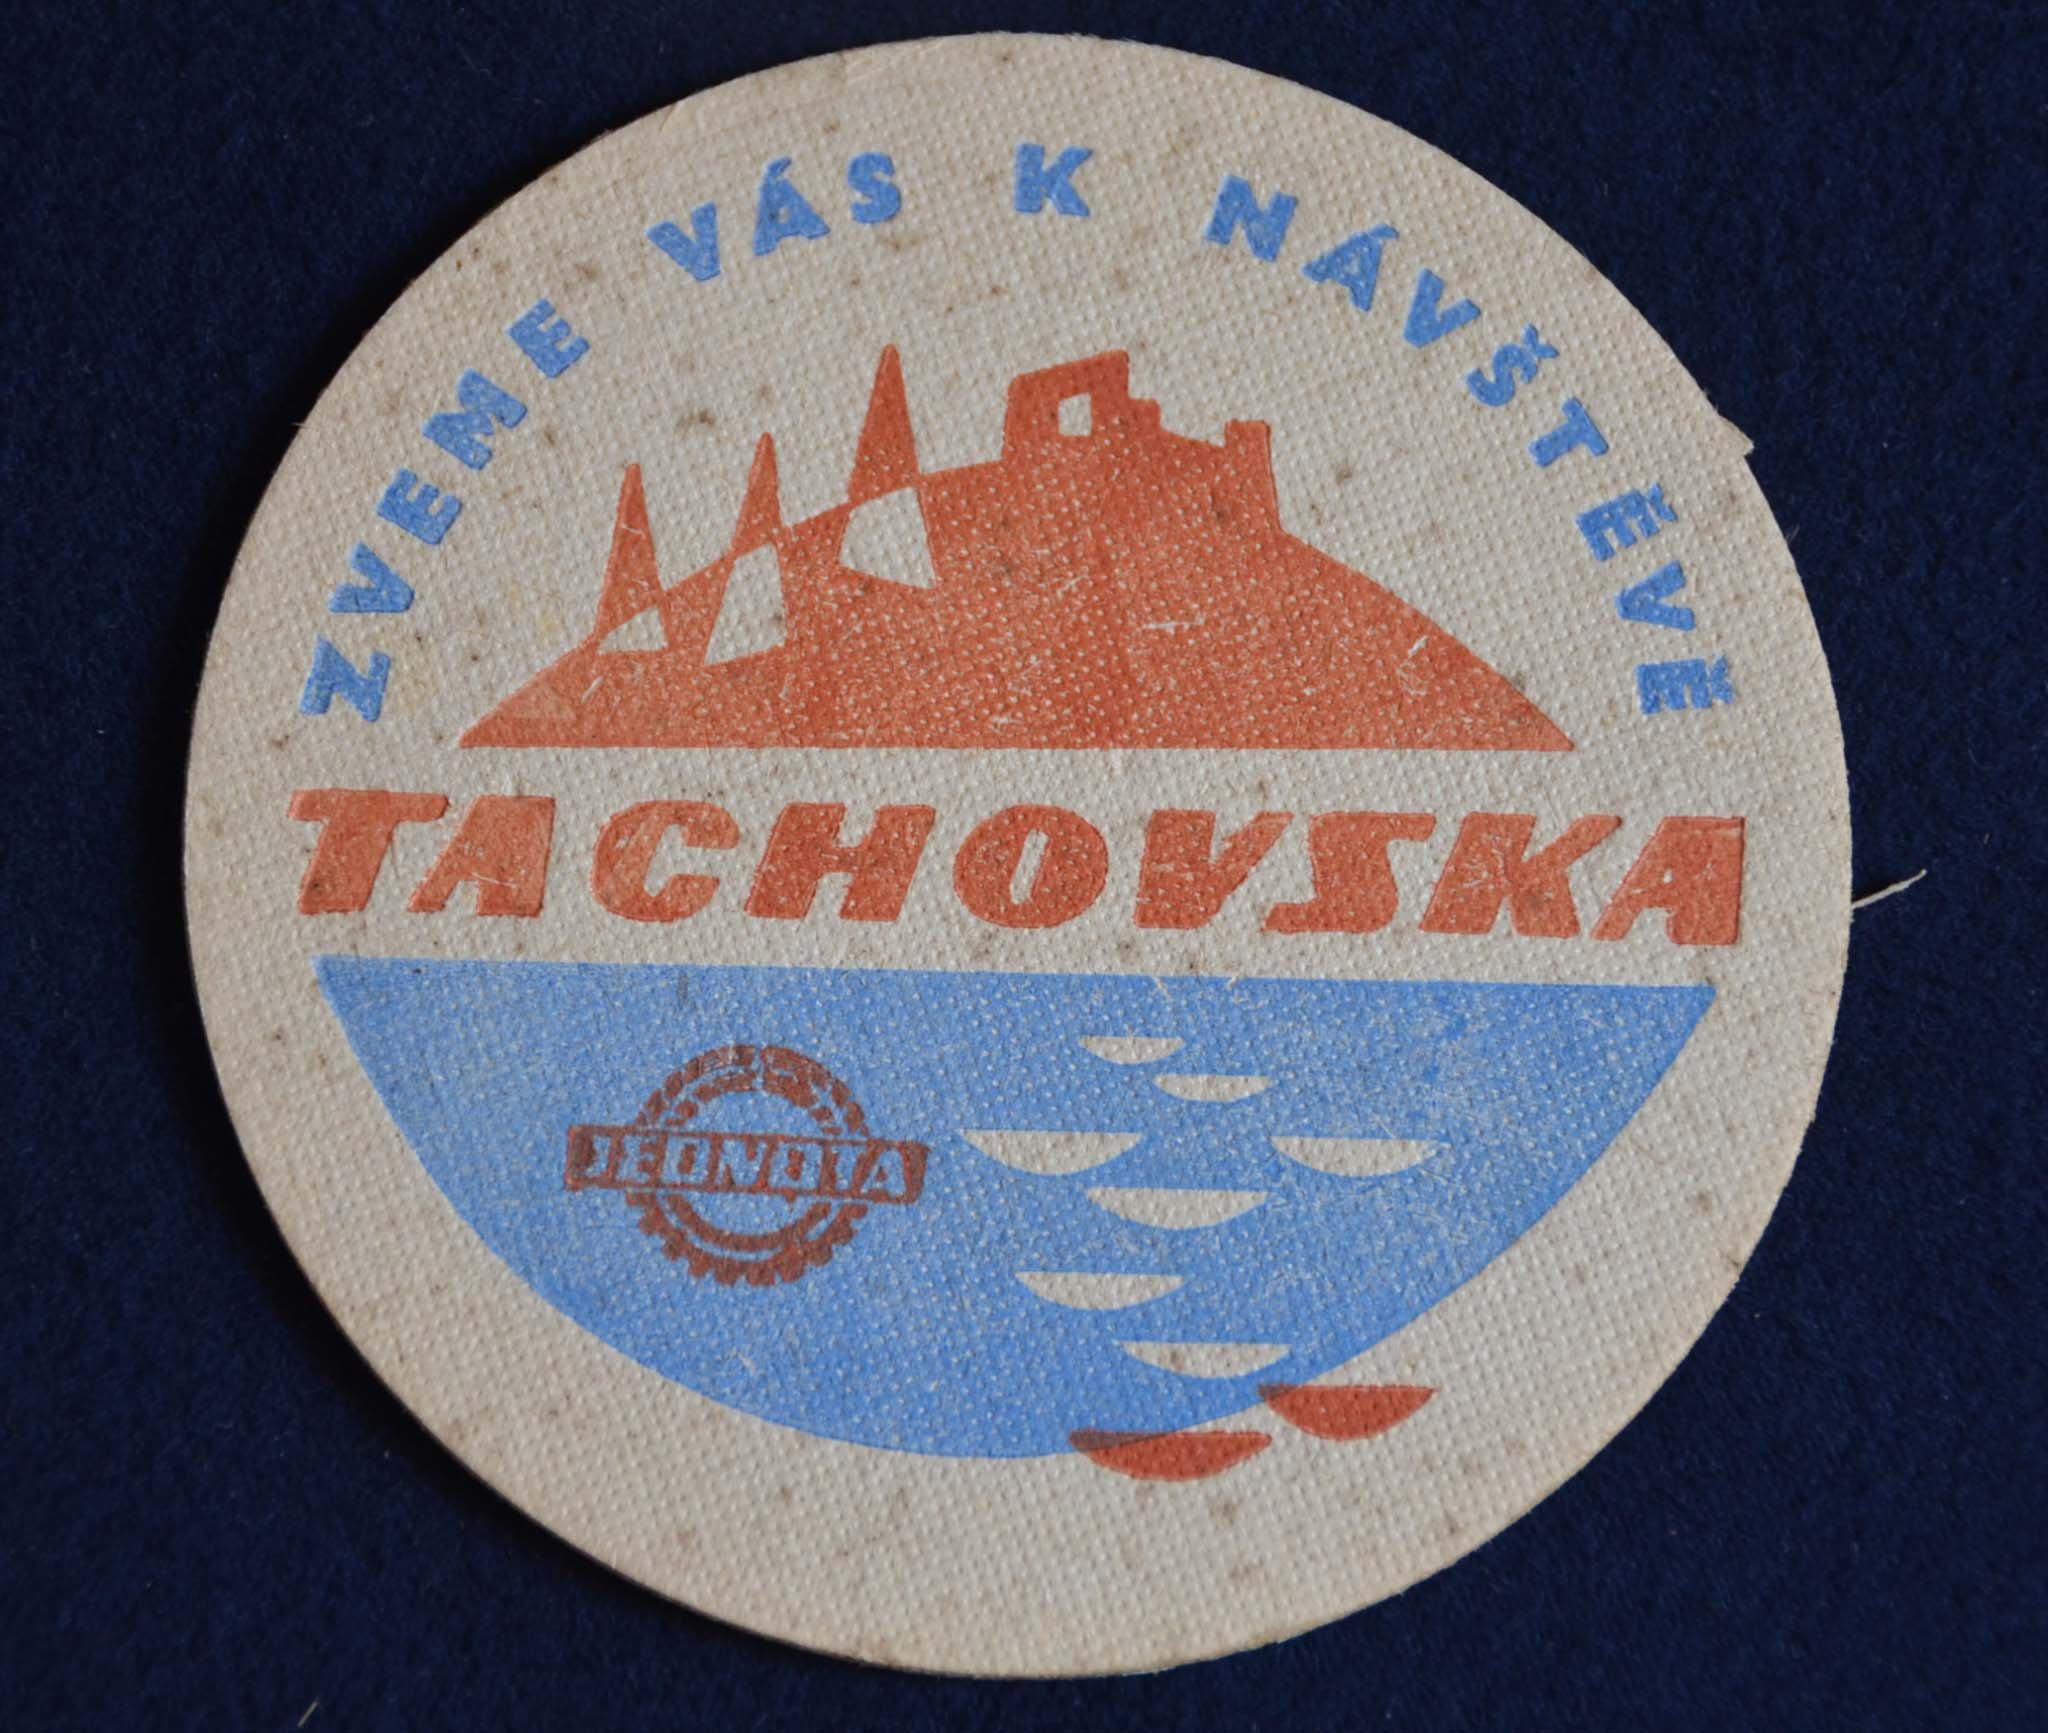 ZVEME VÁS K NÁVŠTĚVĚ
TACHOVSKA
JEDNOTA